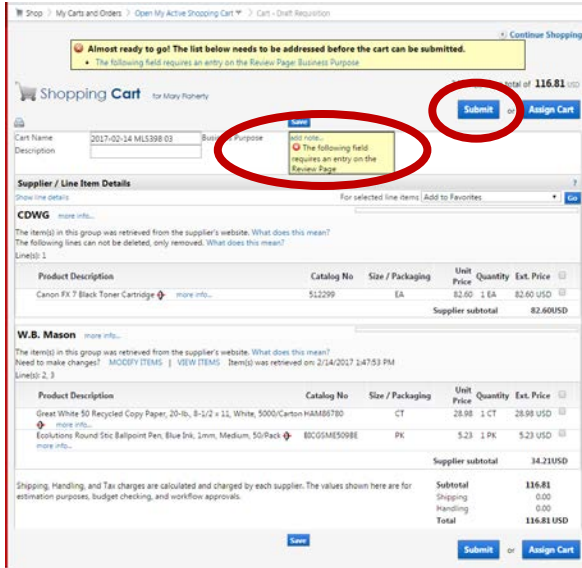 Shop > My Carts and Orders > Open My Active Shopping Cart > Cart - Draft Requisition
Continue Shopping
Almost ready to go! The list below needs to be addressed before the cart can be submitted.
• The following field requires an entry on the Review Page: Business Purpose
Shopping Cart for Mary Floherty
total of 116.81 USD
Submit or Assign Cart
Save
Cart Name 2017-02-14 MLS398 03 Business Purpose add note...
Description
The following field
requires an entry on the
Review Page
Supplier / Line Item Details ?
Show line details For selected line items: Add to Favorites Go
CDWG more info...
The item(s) in this group was retrieved from the supplier's website. What does this mean?
The following lines can not be deleted, only removed. What does this mean?
Line(s): 1
Product Description Catalog No Size / Packaging Unit Price Quantity Ext. Price
Canon FX 7 Black Toner Cartridge more info... 512299 EA 82.60 1 EA 82.60 USD
Supplier subtotal 82.60USD
W.B. Mason more info...
The item(s) in this group was retrieved from the supplier's website. What does this mean?
Need to make changes? MODIFY ITEMS | VIEW ITEMS Item(s) was retrieved on: 2/14/2017 1:47:53 PM
Line(s): 2, 3
Product Description Catalog No Size / Packaging Unit Price Quantity Ext. Price
Great White 50 Recycled Copy Paper, 20-lb, 8-1/2 x 11, White, 5000/Carton HAM86780 CT 28.98 1 CT 28.98 USD
more info...
Ecolutions Round Stic Ballpoint Pen, Blue Ink, 1mm, Medium, 50/Pack BICGSME509BE PK 5.23 1 PK 5.23 USD
more info...
Supplier subtotal 34.21USD
Shipping, Handling, and Tax charges are calculated and charged by each supplier. The values shown here are for
estimation purposes, budget checking, and workflow approvals.
Subtotal 116.81
Shipping 0.00
Handling 0.00
Total 116.81 USD
Save
Submit or Assign Cart